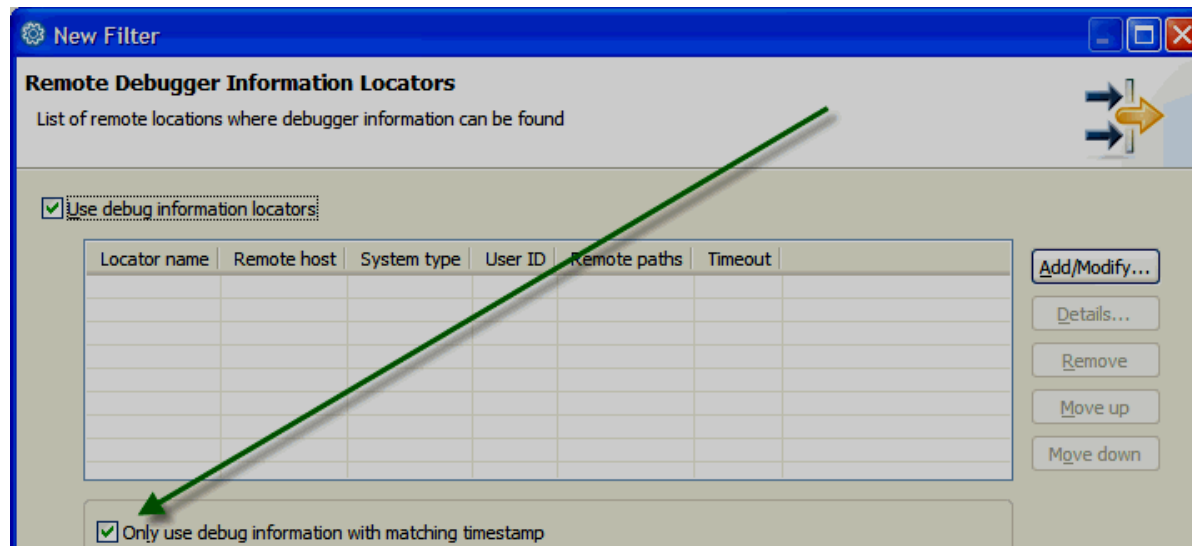 New Filter
Remote Debugger Information Locators
List of remote locations where debugger information can be found
Use debug information locators
Locator name Remote host System type User ID Remote paths Timeout
Add/Modify...
Details...
Remove
Move up
Move down
Only use debug information with matching timestamp